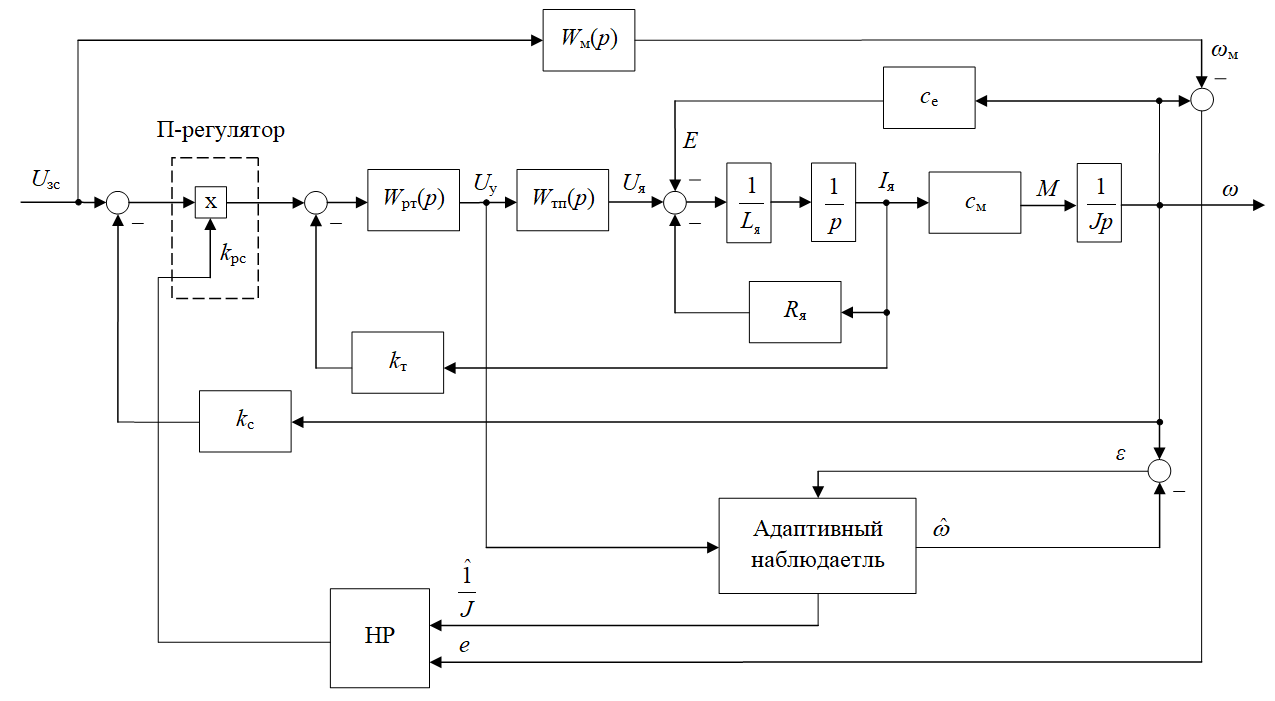 Wм(p)
ωм
−
cе
П-регулятор
E
Uзс
−
x
kрс
−
Wрт(p)
Uу
Wтп(p)
Uя
−
−
1
Lя
1
p
Iя
cм
M
1
Jp
ω
Rя
kт
kс
ε
−
Адаптивный
наблюдаетль
ω̂
1̂
J
НР
e